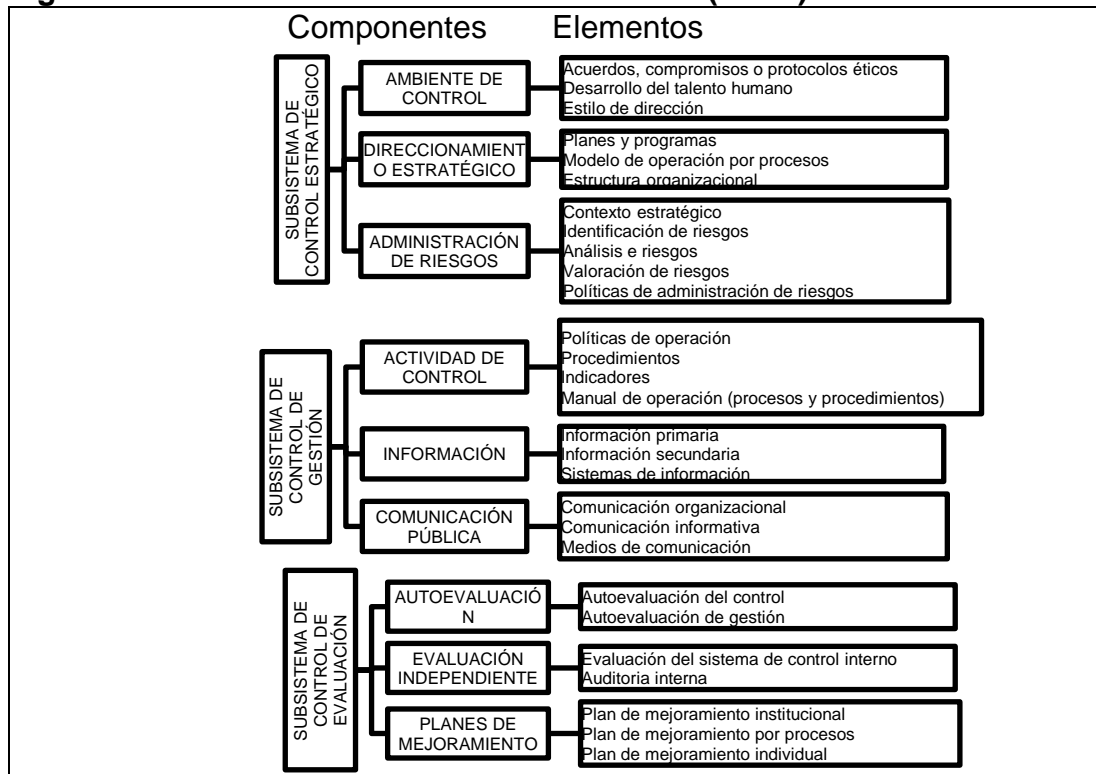 Componentes Elementos
SUBSISTEMA DE
CONTROL ESTRATÉGICO
AMBIENTE DE
CONTROL
Acuerdos, compromisos o protocolos éticos
Desarrollo del talento humano
Estilo de dirección
DIRECCIONAMIENT
O ESTRATÉGICO
Planes y programas
Modelo de operación por procesos
Estructura organizacional
ADMINISTRACIÓN
DE RIESGOS
Contexto estratégico
Identificación de riesgos
Análisis e riesgos
Valoración de riesgos
Políticas de administración de riesgos
SUBSISTEMA DE
CONTROL DE
GESTIÓN
ACTIVIDAD DE
CONTROL
Políticas de operación
Procedimientos
Indicadores
Manual de operación (procesos y procedimientos)
INFORMACIÓN
Información primaria
Información secundaria
Sistemas de información
COMUNICACIÓN
PÚBLICA
Comunicación organizacional
Comunicación informativa
Medios de comunicación
SUBSISTEMA DE
CONTROL DE
EVALUACIÓN
AUTOEVALUACIÓ
N
Autoevaluación del control
Autoevaluación de gestión
EVALUACIÓN
INDEPENDIENTE
Evaluación del sistema de control interno
Auditoria interna
PLANES DE
MEJORAMIENTO
Plan de mejoramiento institucional
Plan de mejoramiento por procesos
Plan de mejoramiento individual